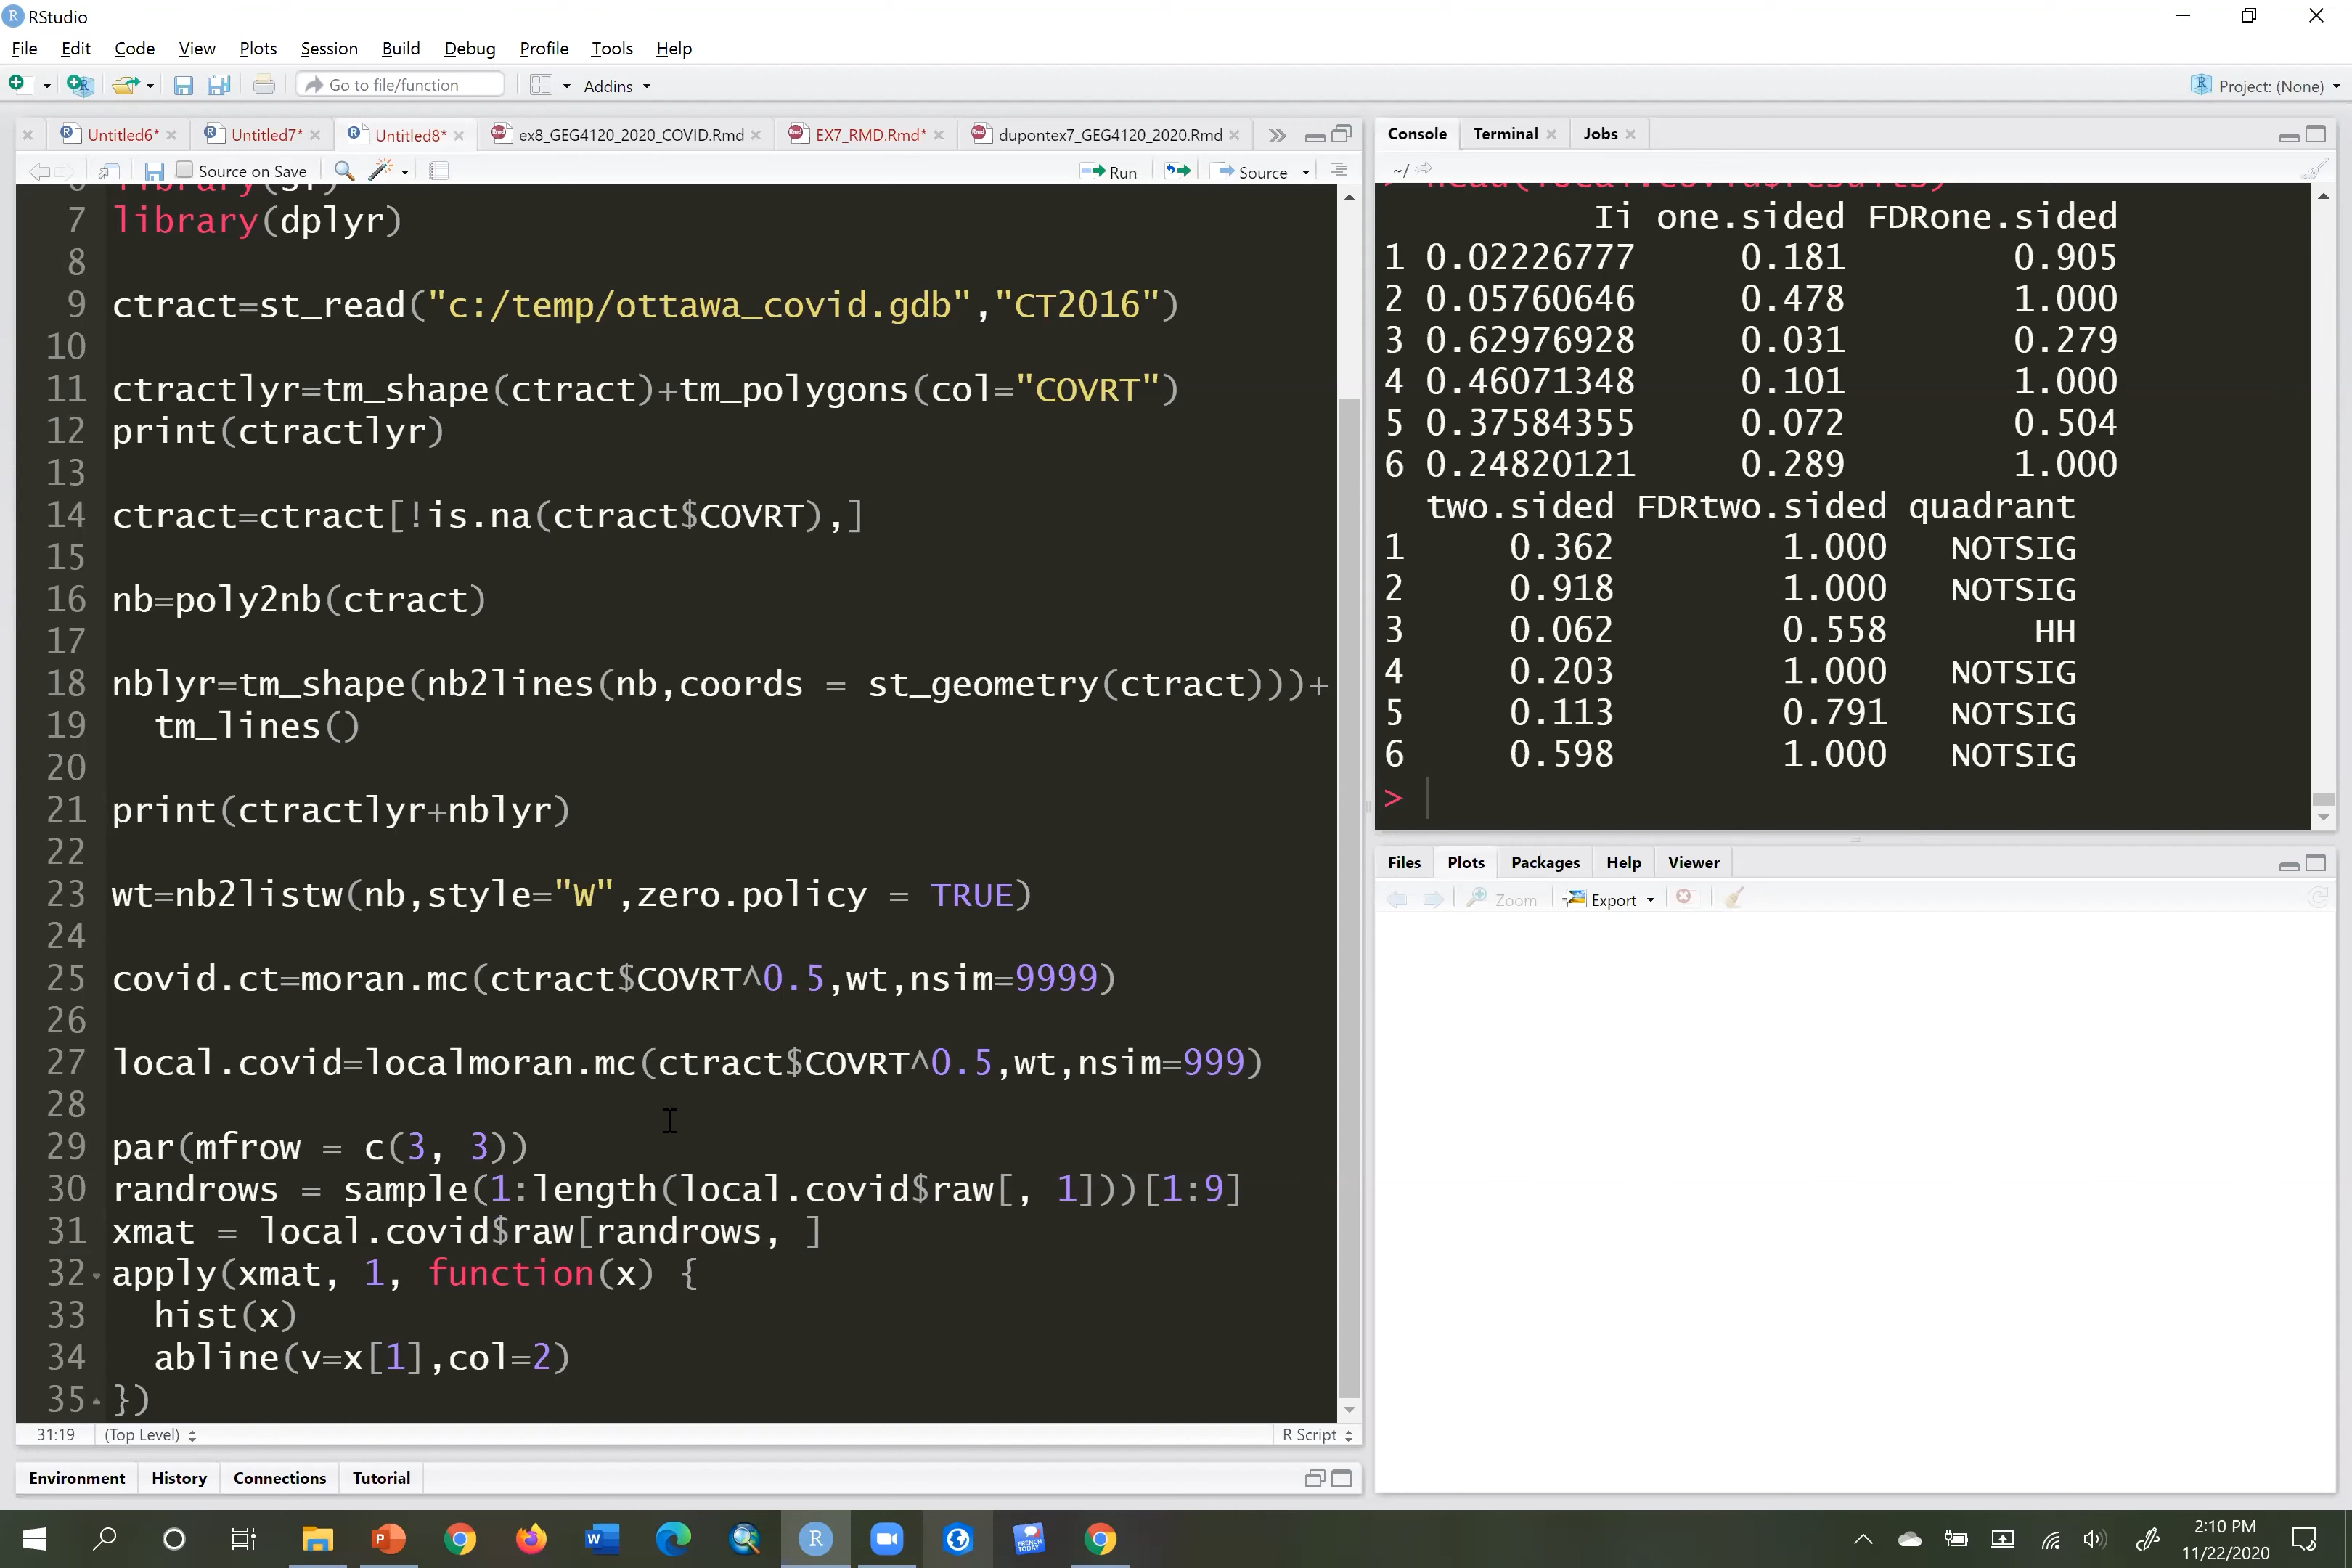 RStudio
File Edit Code View Plots Session Build Debug Profile Tools Help
Go to file/function Addins Project: (None)
Untitled6* Untitled7* Untitled8* ex8_GEG4120_2020_COVID.Rmd EX7_RMD.Rmd* dupontex7_GEG4120_2020.Rmd
Source on Save Run Source
7 library(dplyr)
8
9 ctract=st_read("c:/temp/ottawa_covid.gdb","CT2016")
10
11 ctractlyr=tm_shape(ctract)+tm_polygons(col="COVRT")
12 print(ctractlyr)
13
14 ctract=ctract[!is.na(ctract$COVRT),]
15
16 nb=poly2nb(ctract)
17
18 nblyr=tm_shape(nb2lines(nb,coords = st_geometry(ctract)))+
19 tm_lines()
20
21 print(ctractlyr+nblyr)
22
23 wt=nb2listw(nb,style="W",zero.policy = TRUE)
24
25 covid.ct=moran.mc(ctract$COVRT^0.5,wt,nsim=9999)
26
27 local.covid=localmoran.mc(ctract$COVRT^0.5,wt,nsim=999)
28
29 par(mfrow = c(3, 3))
30 randrows = sample(1:length(local.covid$raw[, 1]))[1:9]
31 xmat = local.covid$raw[randrows, ]
32 apply(xmat, 1, function(x) {
33 hist(x)
34 abline(v=x[1],col=2)
35 })
31:19 (Top Level) R Script
Environment History Connections Tutorial
Console Terminal Jobs
~/
Ii one.sided FDRone.sided
1 0.02226777 0.181 0.905
2 0.05760646 0.478 1.000
3 0.62976928 0.031 0.279
4 0.46071348 0.101 1.000
5 0.37584355 0.072 0.504
6 0.24820121 0.289 1.000
two.sided FDRtwo.sided quadrant
1 0.362 1.000 NOTSIG
2 0.918 1.000 NOTSIG
3 0.062 0.558 HH
4 0.203 1.000 NOTSIG
5 0.113 0.791 NOTSIG
6 0.598 1.000 NOTSIG
>
Files Plots Packages Help Viewer
Zoom Export
FRENCH TODAY
2:10 PM
11/22/2020